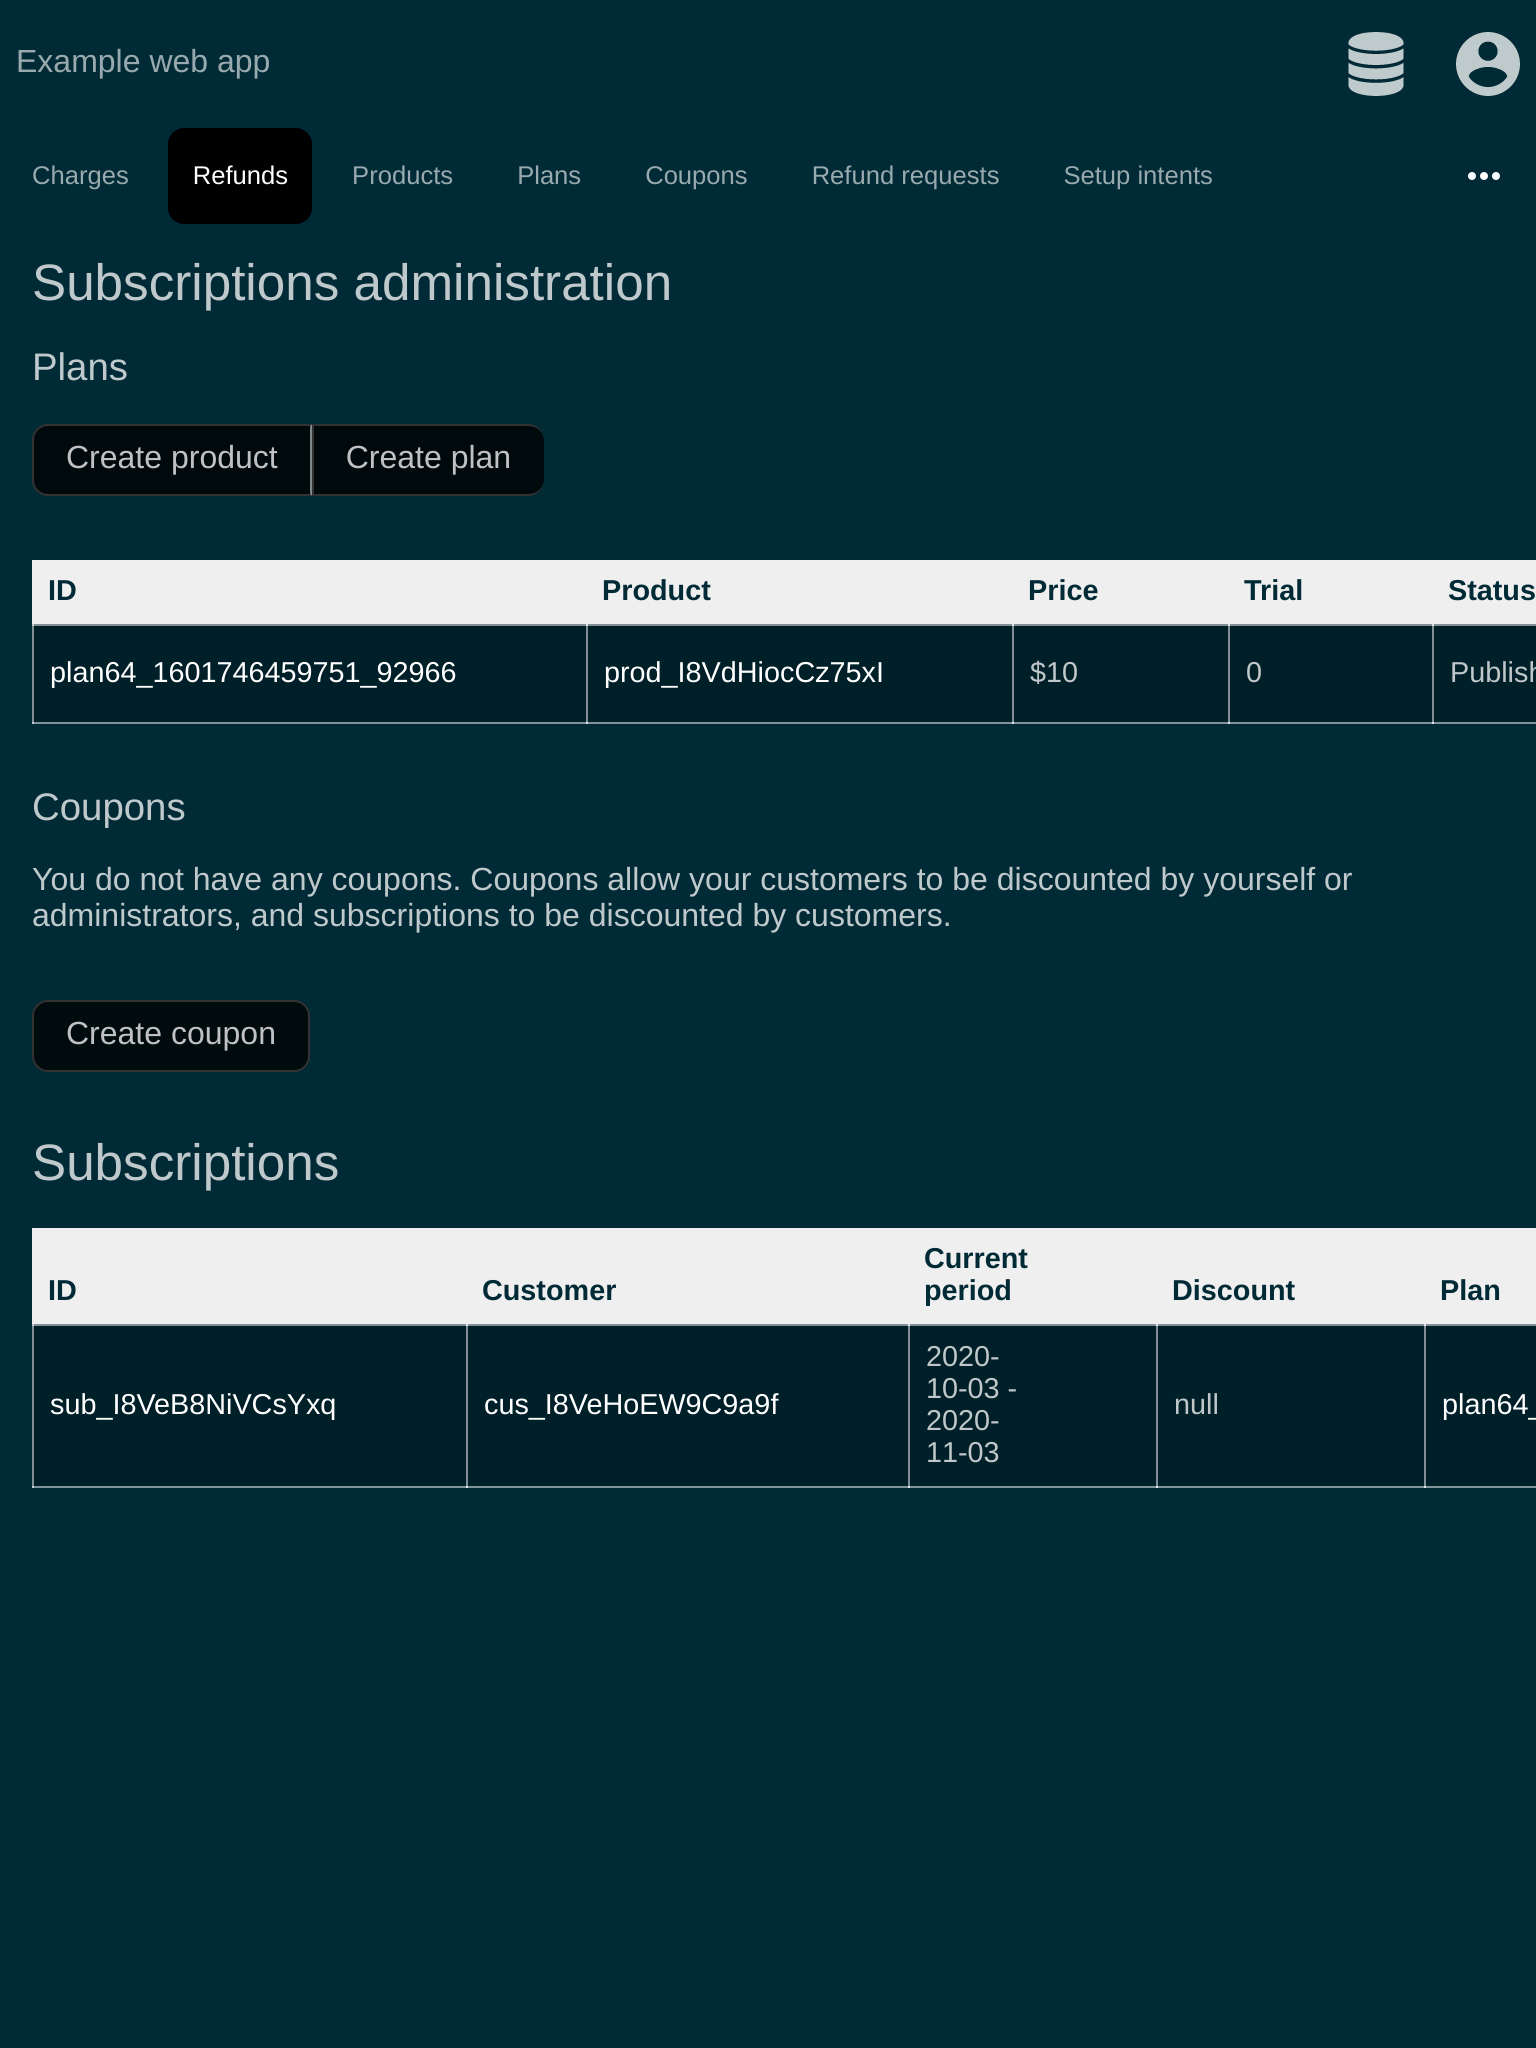 Example web app
Charges Refunds Products Plans Coupons Refund requests Setup intents
Subscriptions administration
Plans
Create product Create plan
ID Product Price Trial Status
plan64_1601746459751_92966 prod_I8VdHiocCz75xI $10 0 Publish
Coupons
You do not have any coupons. Coupons allow your customers to be discounted by yourself or
administrators, and subscriptions to be discounted by customers.
Create coupon
Subscriptions
ID Customer Current period Discount Plan
sub_I8VeB8NiVCsYxq cus_I8VeHoEW9C9a9f 2020-10-03 - 2020-11-03 null plan64_